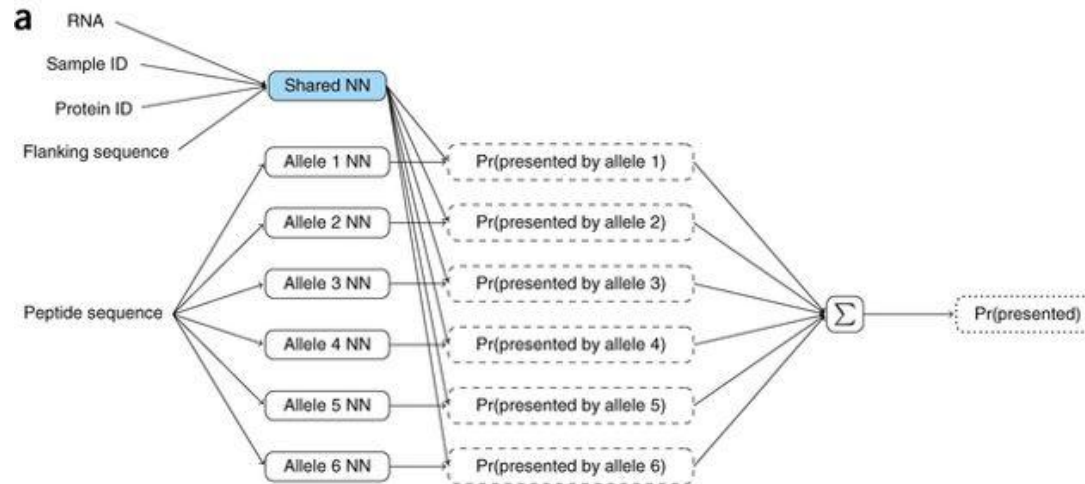 a
RNA
Sample ID
Protein ID
Flanking sequence
Peptide sequence
Shared NN
Allele 1 NN
Allele 2 NN
Allele 3 NN
Allele 4 NN
Allele 5 NN
Allele 6 NN
Pr(presented by allele 1)
Pr(presented by allele 2)
Pr(presented by allele 3)
Pr(presented by allele 4)
Pr(presented by allele 5)
Pr(presented by allele 6)
∑
Pr(presented)